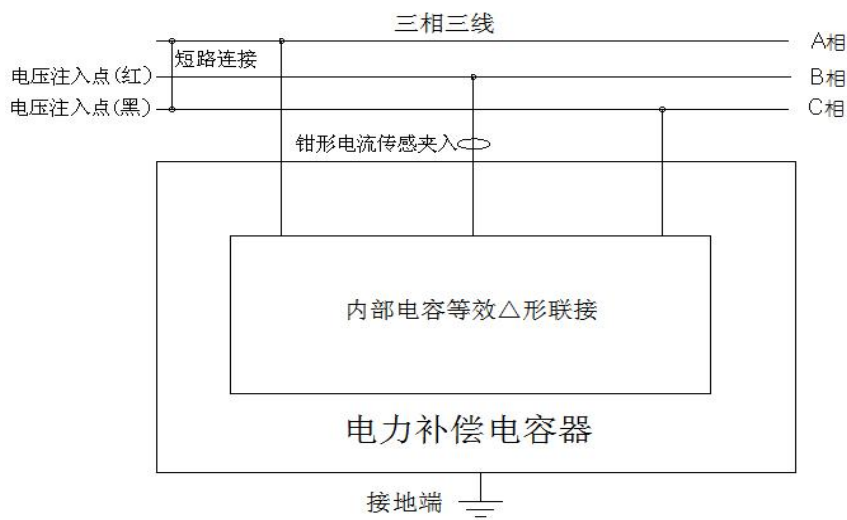 三相三线
A相
短路连接
电压注入点(红)
B相
电压注入点(黑)
C相
钳形电流传感夹入
内部电容等效△形联接
电力补偿电容器
接地端